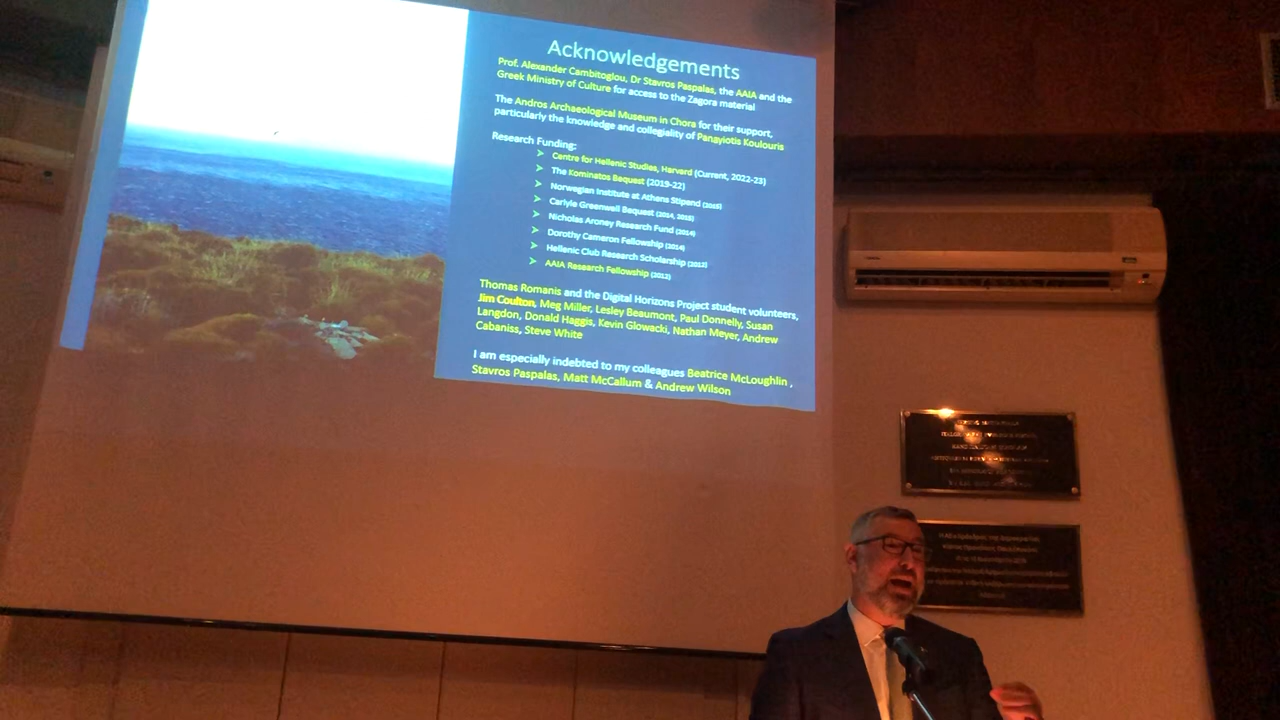 Acknowledgements
Prof. Alexander Cambitoglou, Dr Stavros Paspalas, the AAIA and the
Greek Ministry of Culture for access to the Zagora material
The Andros Archaeological Museum in Chora for their support,
particularly the knowledge and collegiality of Panayiotis Koulouris
Research Funding:
➤ Centre for Hellenic Studies, Harvard (Current, 2022-23)
➤ The Kominatos Bequest (2019-22)
➤ Norwegian Institute at Athens Stipend (2015)
➤ Carlyle Greenwell Bequest (2014, 2015)
➤ Nicholas Aroney Research Fund (2014)
➤ Dorothy Cameron Fellowship (2014)
➤ Hellenic Club Research Scholarship (2012)
➤ AAIA Research Fellowship (2012)
Thomas Romanis and the Digital Horizons Project student volunteers,
Jim Coulton, Meg Miller, Lesley Beaumont, Paul Donnelly, Susan
Langdon, Donald Haggis, Kevin Glowacki, Nathan Meyer, Andrew
Cabaniss, Steve White
I am especially indebted to my colleagues Beatrice McLoughlin ,
Stavros Paspalas, Matt McCallum & Andrew Wilson